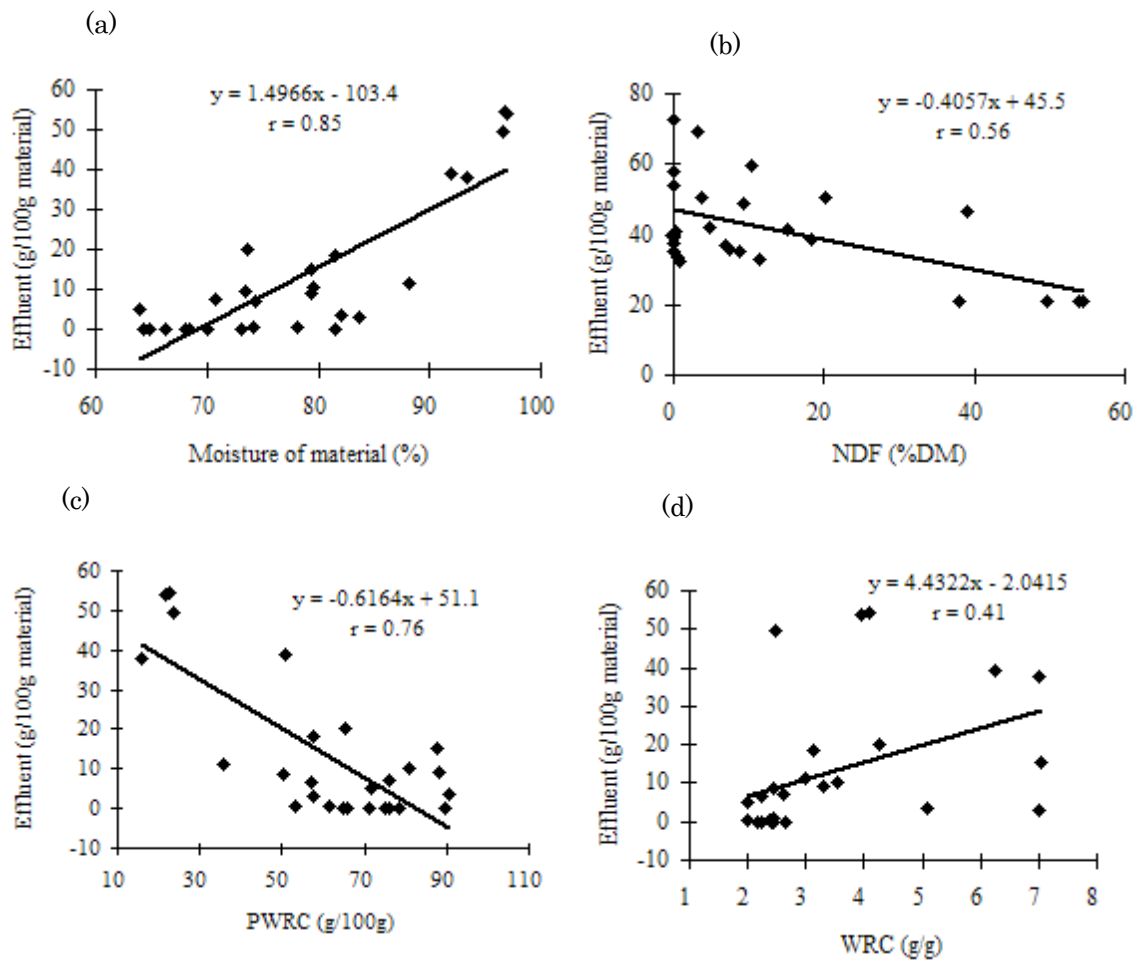 (a)
y = 1.4966x - 103.4
r = 0.85
Effluent (g/100g material)
60
50
40
30
20
10
0
-10
60 70 80 90 100
Moisture of material (%)
(b)
y = -0.4057x + 45.5
r = 0.56
Effluent (g/100g material)
80
60
40
20
0
0 20 40 60
NDF (%DM)
(c)
y = -0.6164x + 51.1
r = 0.76
Effluent (g/100g material)
60
50
40
30
20
10
0
-10
10 30 50 70 90 110
PWRC (g/100g)
(d)
y = 4.4322x - 2.0415
r = 0.41
Effluent (g/100g material)
60
50
40
30
20
10
0
-10
1 2 3 4 5 6 7 8
WRC (g/g)